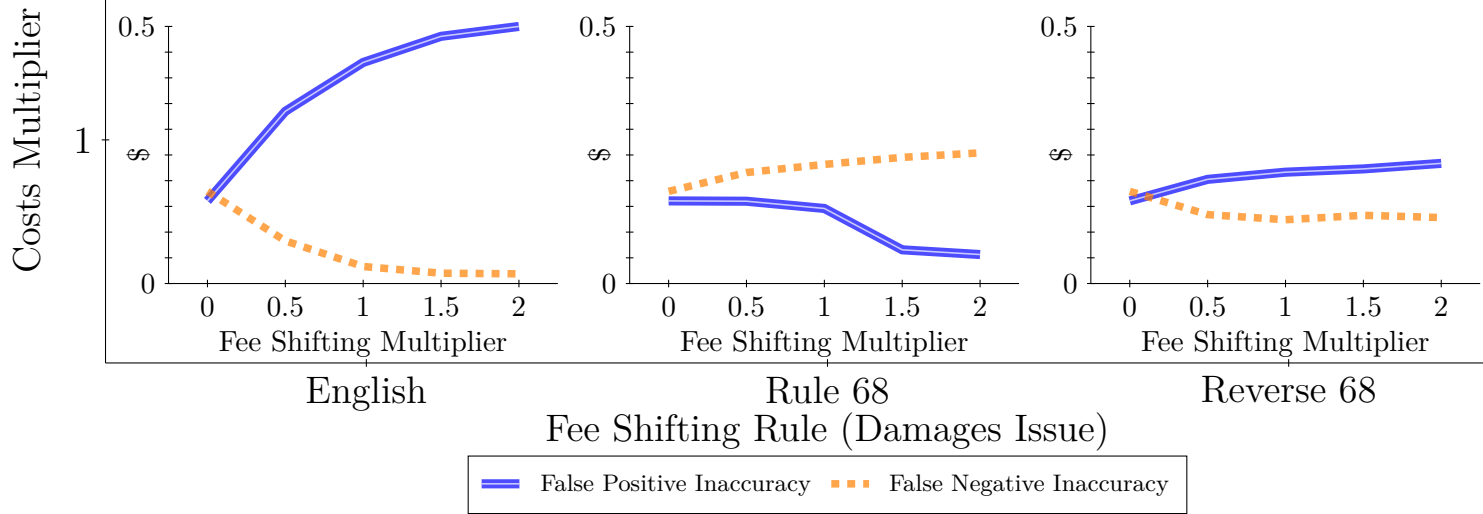 Costs Multiplier
1
0.5
0
$
0 0.5 1 1.5 2
Fee Shifting Multiplier
0.5
0
$
0 0.5 1 1.5 2
Fee Shifting Multiplier
0.5
0
$
0 0.5 1 1.5 2
Fee Shifting Multiplier
English Rule 68 Reverse 68
Fee Shifting Rule (Damages Issue)
False Positive Inaccuracy False Negative Inaccuracy